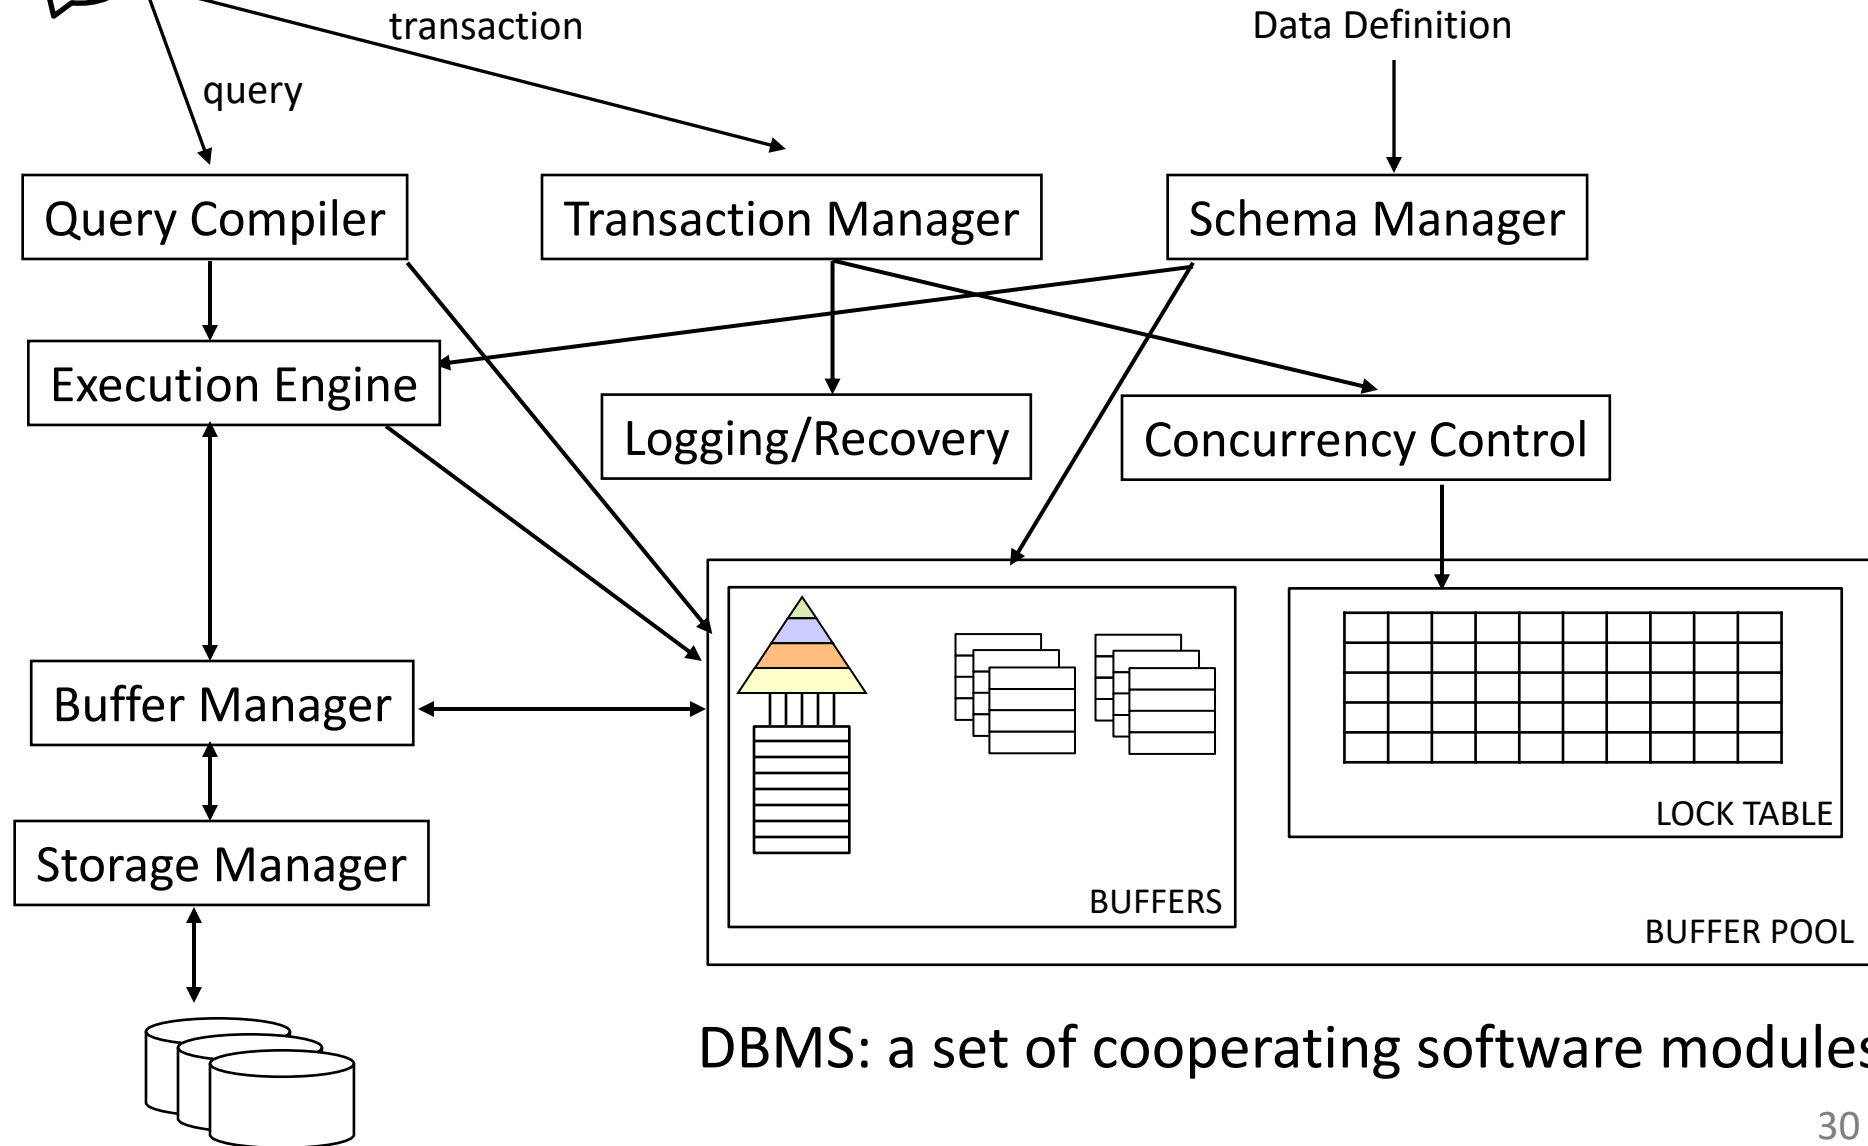 transaction
Data Definition
query
Query Compiler
Transaction Manager
Schema Manager
Execution Engine
Logging/Recovery
Concurrency Control
Buffer Manager
LOCK TABLE
Storage Manager
BUFFERS
BUFFER POOL
DBMS: a set of cooperating software modules
30